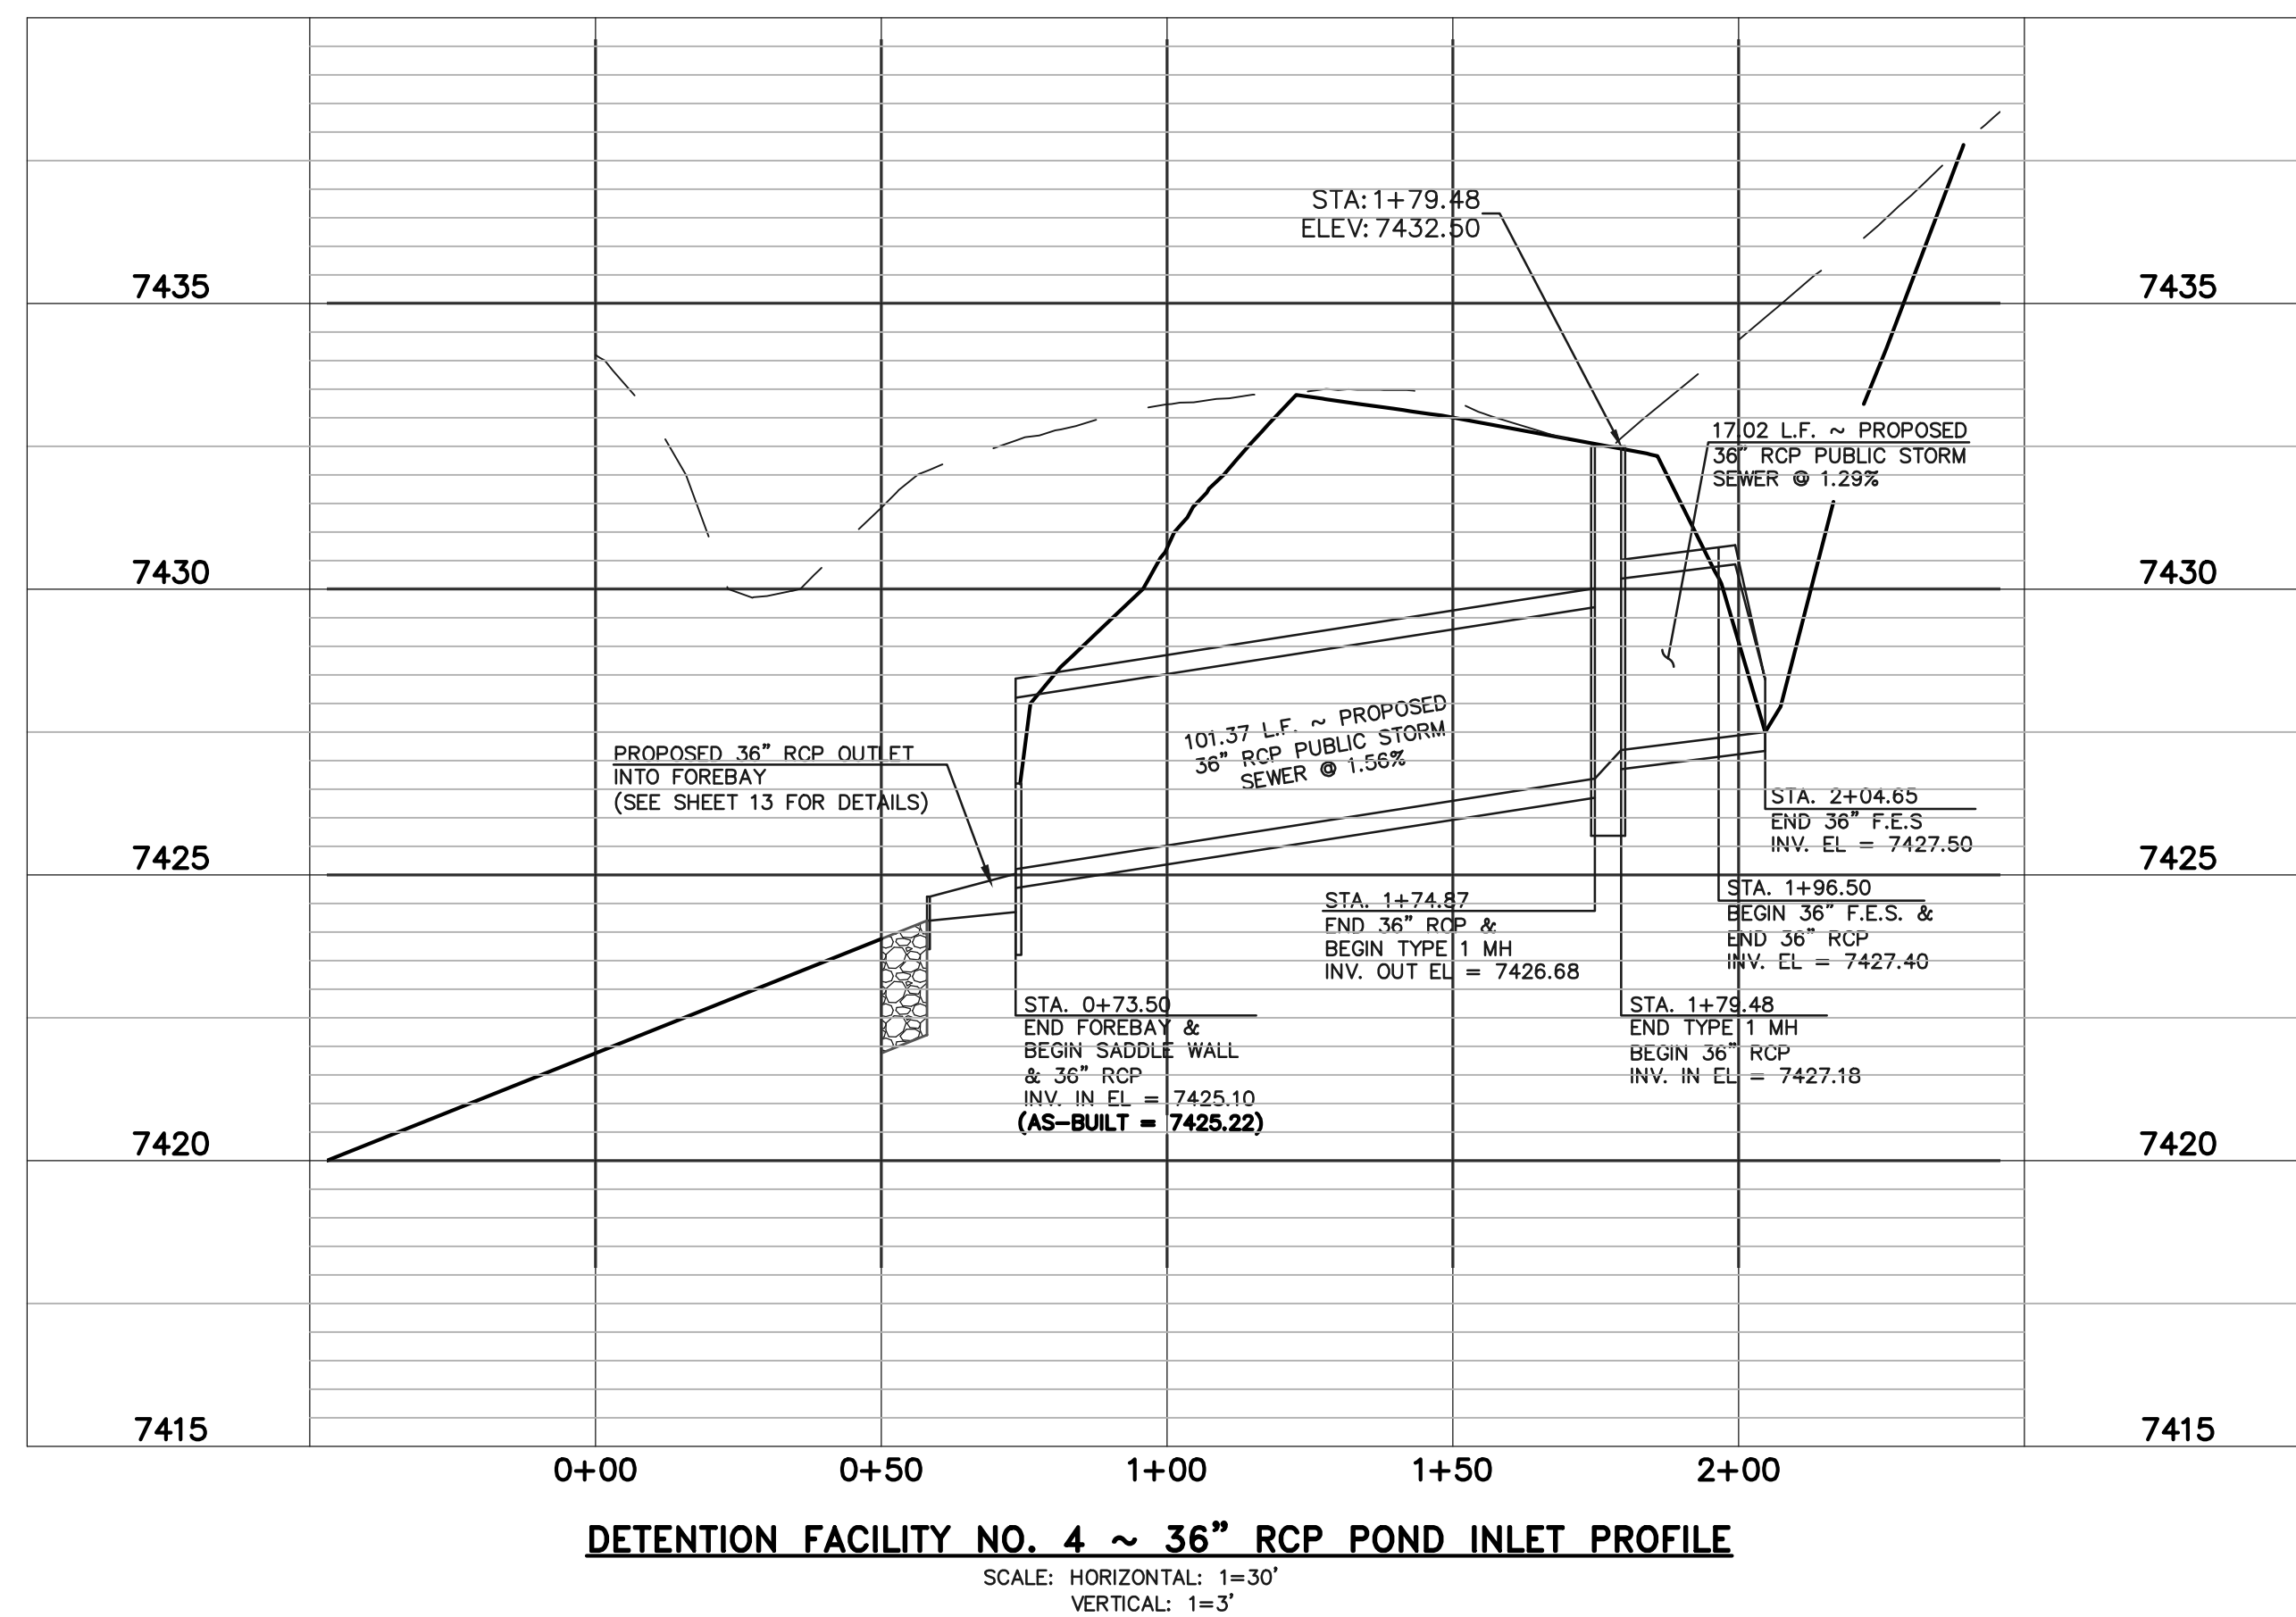 STA: 1+79.48
ELEV: 7432.50
7435
7435
17.02 L.F. ~ PROPOSED
36" RCP PUBLIC STORM
SEWER @ 1.29%
7430
7430
101.37 L.F. ~ PROPOSED
36" RCP PUBLIC STORM
SEWER @ 1.56%
PROPOSED 36" RCP OUTLET
INTO FOREBAY
(SEE SHEET 13 FOR DETAILS)
STA. 2+04.65
END 36" F.E.S
INV. EL = 7427.50
7425
7425
STA. 1+74.87
END 36" RCP &
BEGIN TYPE 1 MH
INV. OUT EL = 7426.68
STA. 1+96.50
BEGIN 36" F.E.S. &
END 36" RCP
INV. EL = 7427.40
STA. 0+73.50
END FOREBAY &
BEGIN SADDLE WALL
& 36" RCP
INV. IN EL = 7425.10
(AS-BUILT = 7425.22)
STA. 1+79.48
END TYPE 1 MH
BEGIN 36" RCP
INV. IN EL = 7427.18
7420
7420
7415
7415
0+00
0+50
1+00
1+50
2+00
DETENTION FACILITY NO. 4 ~ 36" RCP POND INLET PROFILE
SCALE: HORIZONTAL: 1=30'
VERTICAL: 1=3'